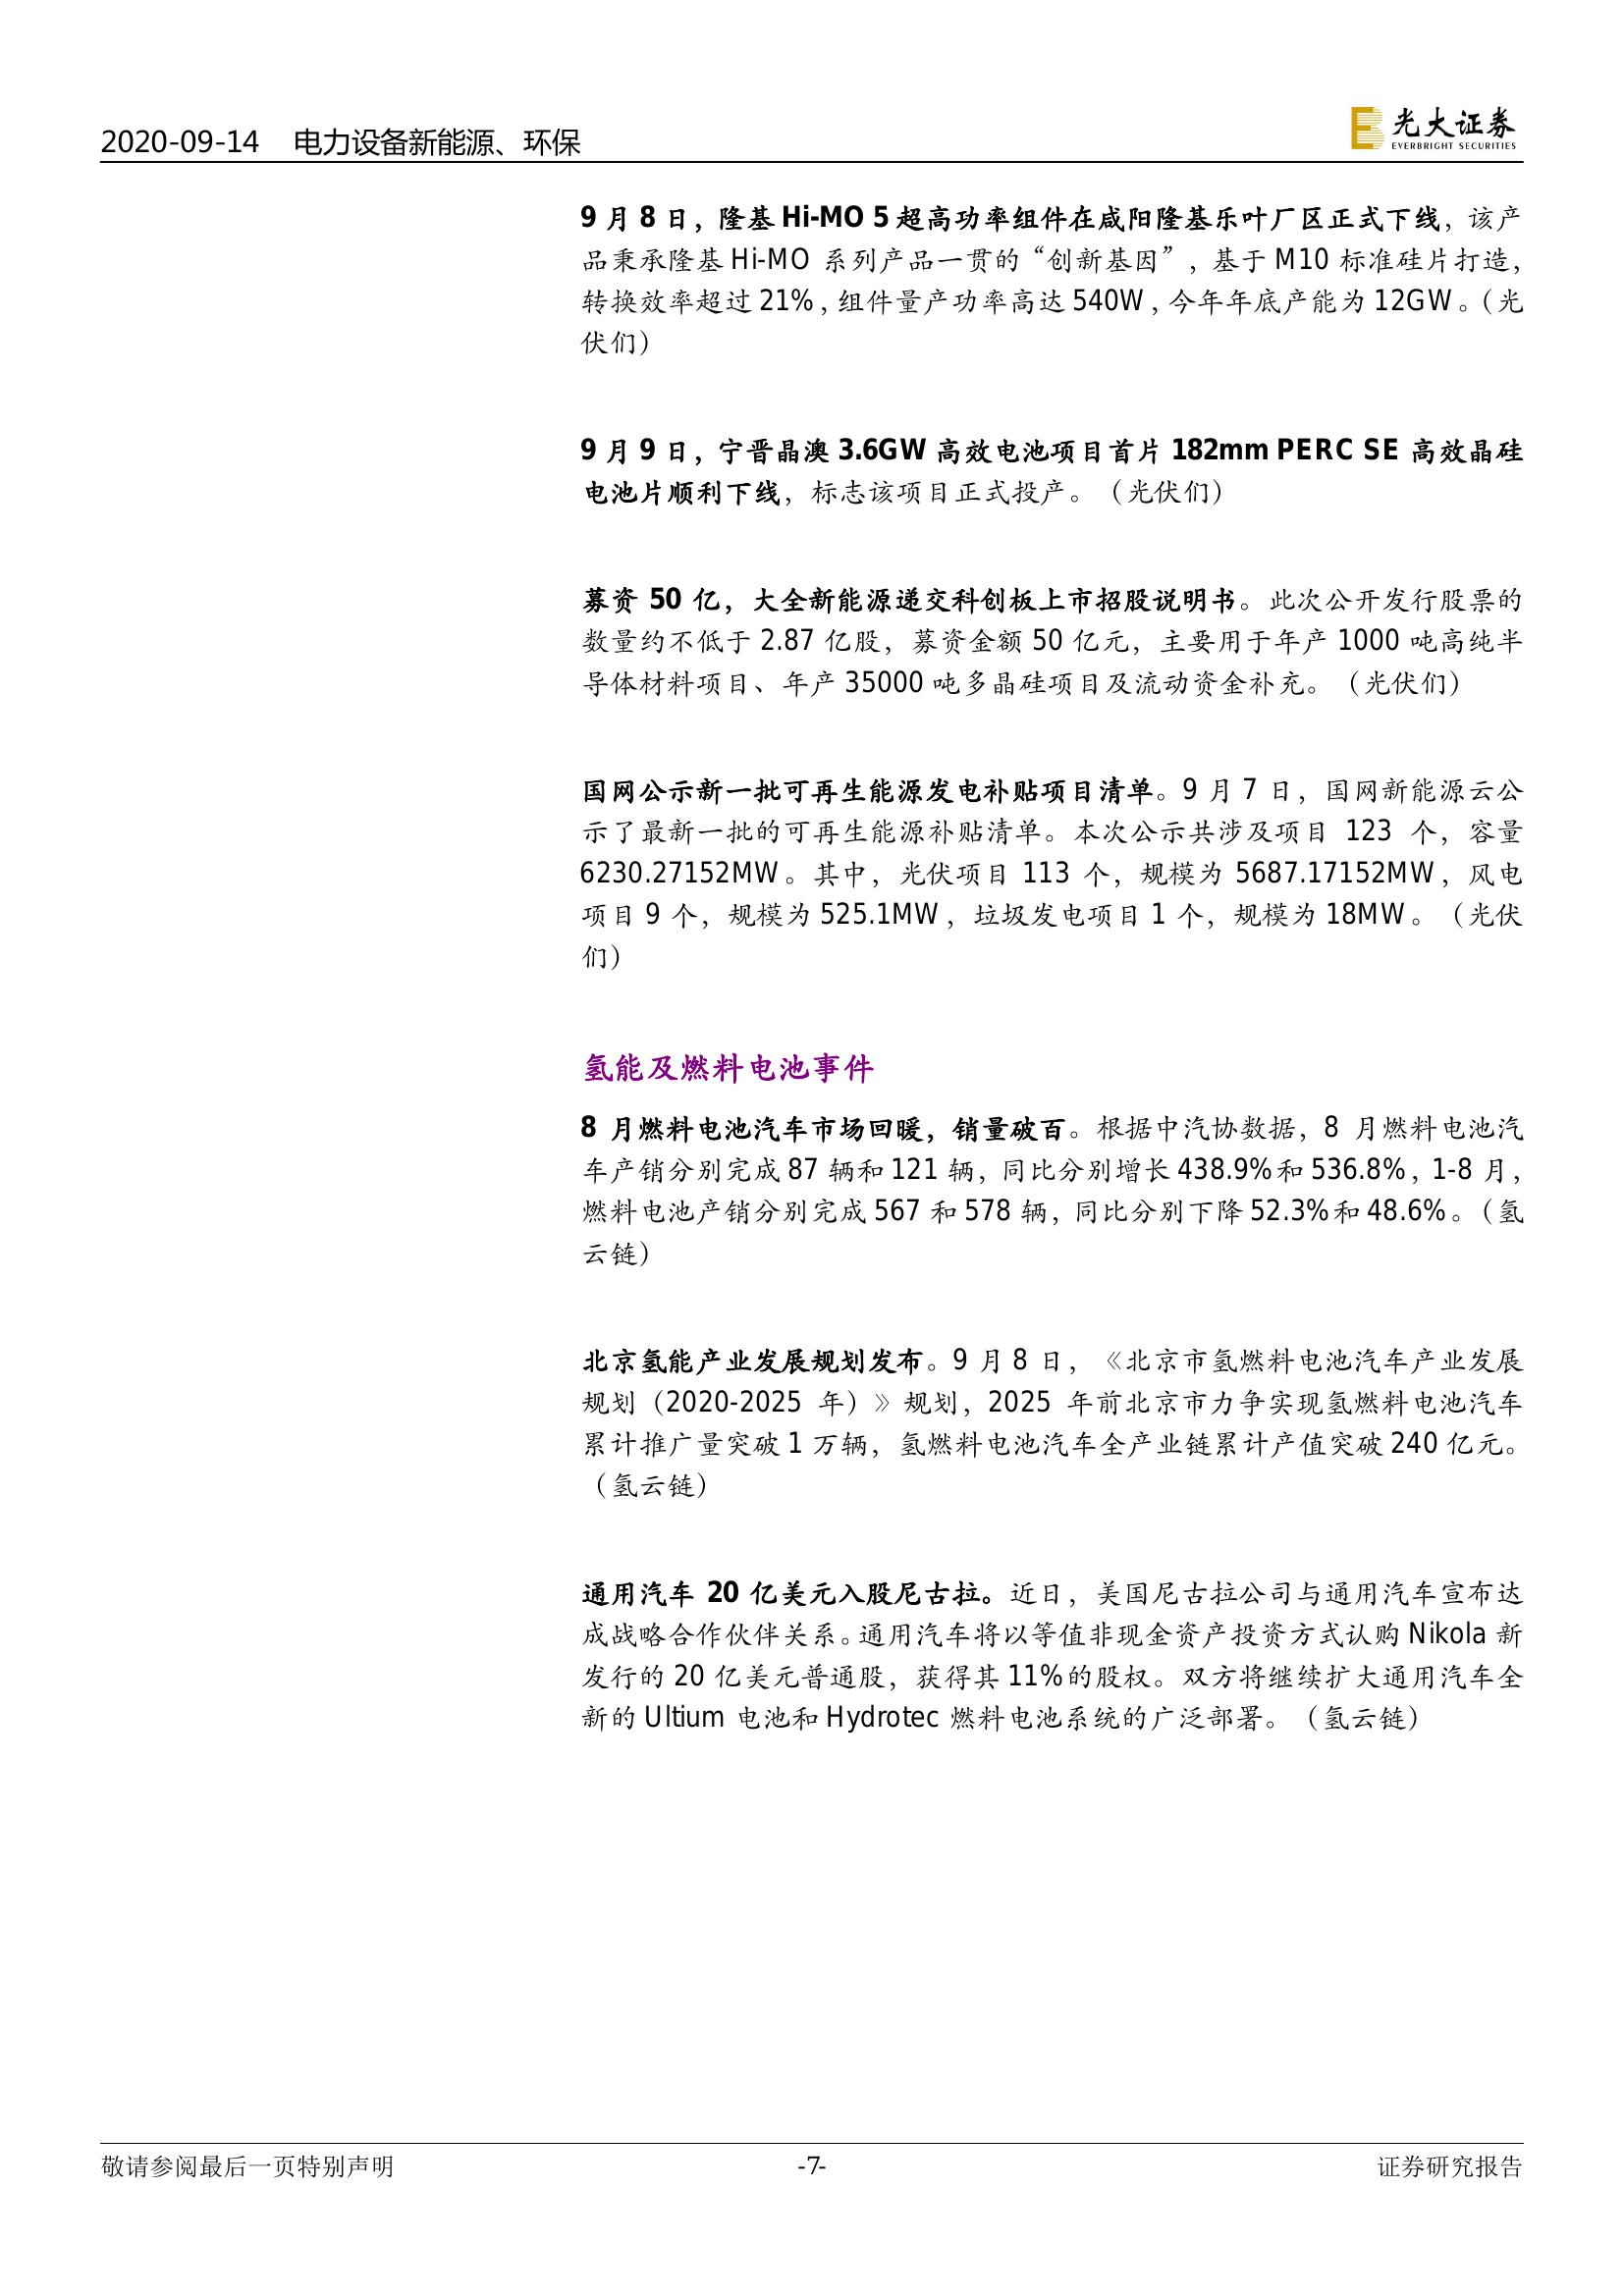 2020-09-14 电力设备新能源、环保
光大证券
EVERBRIGHT SECURITIES
9 月 8 日，隆基 Hi-MO 5 超高功率组件在咸阳隆基乐叶厂区正式下线，该产
品秉承隆基 Hi-MO 系列产品一贯的“创新基因”，基于 M10 标准硅片打造，
转换效率超过 21%，组件量产功率高达 540W，今年年底产能为 12GW。（光
伏们）
9 月 9 日，宁晋晶澳 3.6GW 高效电池项目首片 182mm PERC SE 高效晶硅
电池片顺利下线，标志该项目正式投产。（光伏们）
募资 50 亿，大全新能源递交科创板上市招股说明书。此次公开发行股票的
数量约不低于 2.87 亿股，募资金额 50 亿元，主要用于年产 1000 吨高纯半
导体材料项目、年产 35000 吨多晶硅项目及流动资金补充。（光伏们）
国网公示新一批可再生能源发电补贴项目清单。9 月 7 日，国网新能源云公
示了最新一批的可再生能源补贴清单。本次公示共涉及项目 123 个，容量
6230.27152MW。其中，光伏项目 113 个，规模为 5687.17152MW，风电
项目 9 个，规模为 525.1MW，垃圾发电项目 1 个，规模为 18MW。（光伏
们）
氢能及燃料电池事件
8 月燃料电池汽车市场回暖，销量破百。根据中汽协数据，8 月燃料电池汽
车产销分别完成 87 辆和 121 辆，同比分别增长 438.9%和 536.8%，1-8 月，
燃料电池产销分别完成 567 和 578 辆，同比分别下降 52.3%和 48.6%。（氢
云链）
北京氢能产业发展规划发布。9 月 8 日，《北京市氢燃料电池汽车产业发展
规划（2020-2025 年）》规划，2025 年前北京市力争实现氢燃料电池汽车
累计推广量突破 1 万辆，氢燃料电池汽车全产业链累计产值突破 240 亿元。
（氢云链）
通用汽车 20 亿美元入股尼古拉。近日，美国尼古拉公司与通用汽车宣布达
成战略合作伙伴关系。通用汽车将以等值非现金资产投资方式认购 Nikola 新
发行的 20 亿美元普通股，获得其 11%的股权。双方将继续扩大通用汽车全
新的 Ultium 电池和 Hydrotec 燃料电池系统的广泛部署。（氢云链）
敬请参阅最后一页特别声明
-7-
证券研究报告